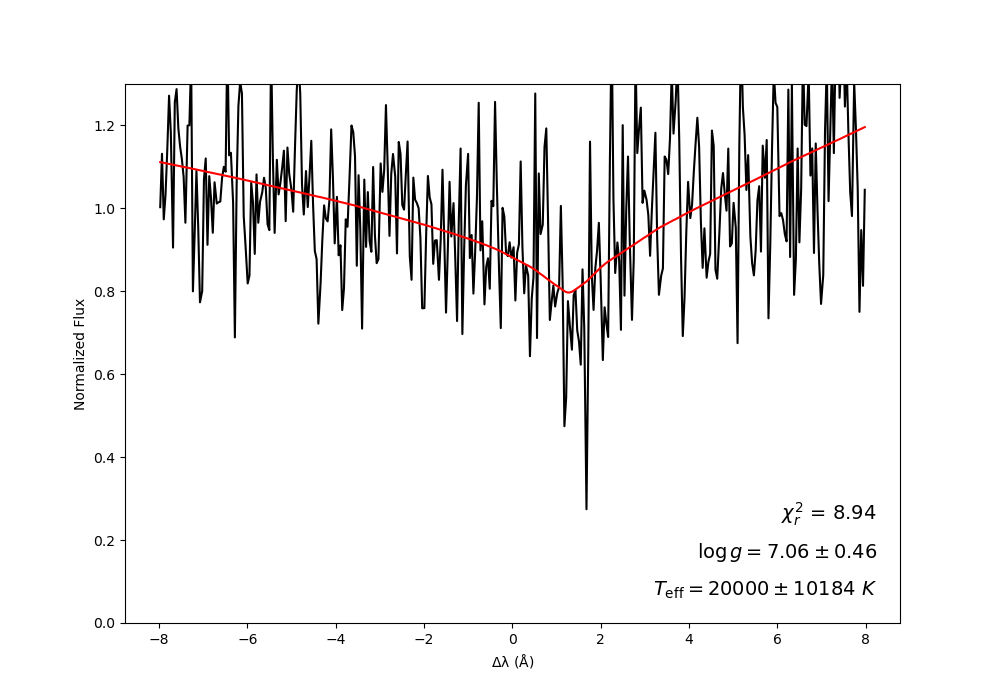 Normalized Flux
1.2
1.0
0.8
0.6
0.4
0.2
0.0
χ²ᵣ = 8.94
log g = 7.06 ± 0.46
T_eff = 20000 ± 10184 K
−8 −6 −4 −2 0 2 4 6 8
Δλ (Å)